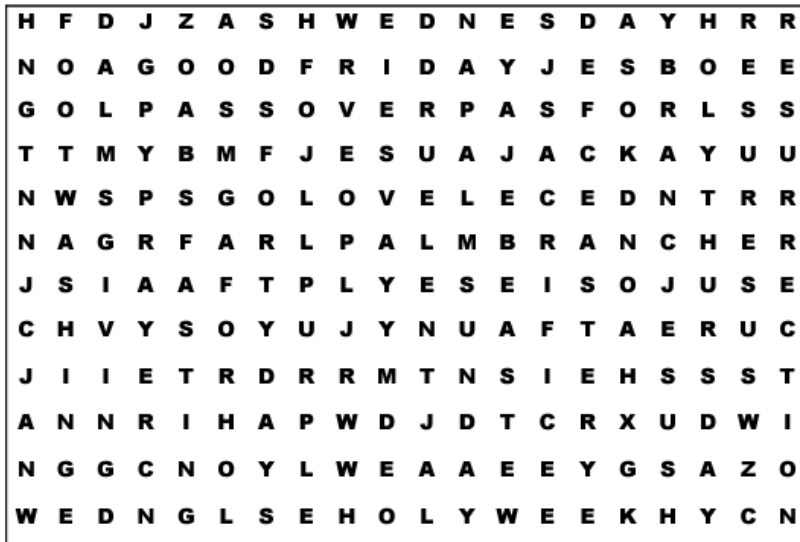 H F D J Z A S H W E D N E S D A Y H R R
N O A G O O D F R I D A Y J E S B O E E
G O L P A S S O V E R P A S F O R L S S
T T M Y B M F J E S U A J A C K A Y U U
N W S P S G O L O V E L E C E D N T R R
N A G R F A R L P A L M B R A N C H E R
J S I A A F T P L Y E S E I S O J U S E
C H V Y S O Y U J Y N U A F T A E R U C
J I I E T R D R R M T N S I E H S S S T
A N N R I H A P W D J D T C R X U D W I
N G G C N O Y L W E A A E E Y G S A Z O
W E D N G L S E H O L Y W E E K H Y C N